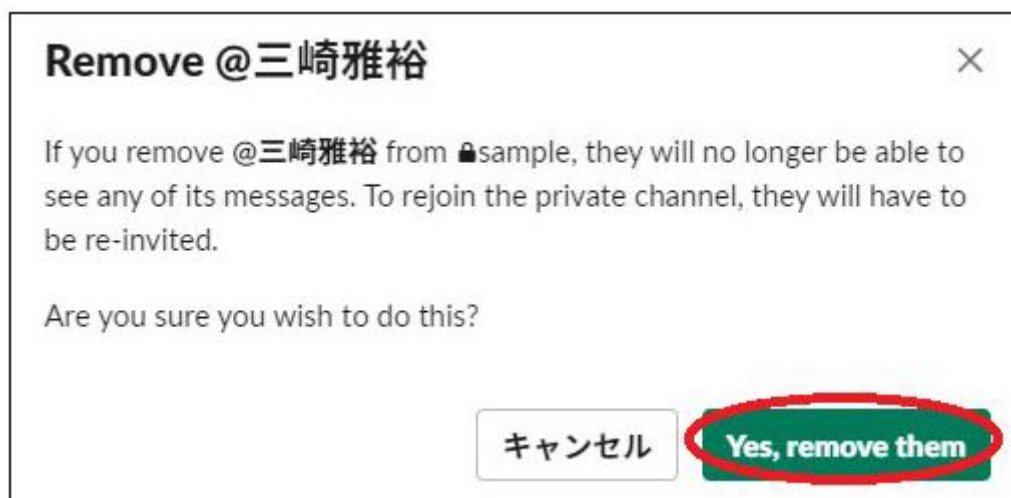 Remove @三崎雅裕
If you remove @三崎雅裕 from 🔒sample, they will no longer be able to
see any of its messages. To rejoin the private channel, they will have to
be re-invited.
Are you sure you wish to do this?
キャンセル
Yes, remove them